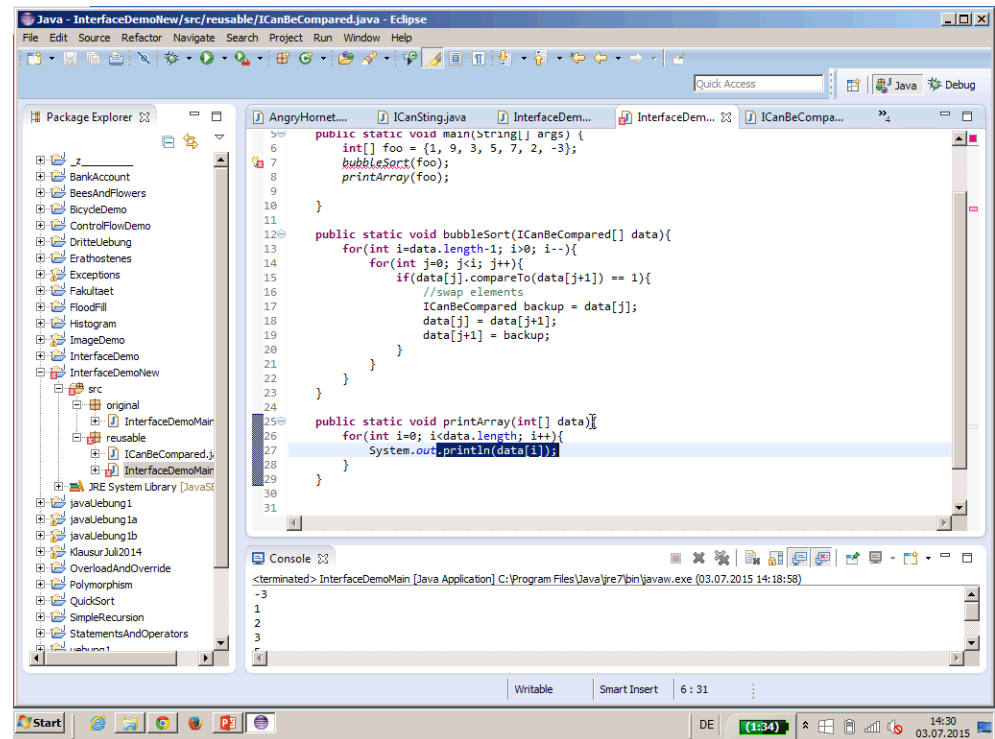 Java - InterfaceDemoNew/src/reusable/ICanBeCompared.java - Eclipse
File Edit Source Refactor Navigate Search Project Run Window Help
Quick Access
Java
Debug
Package Explorer
_z________
BankAccount
BeesAndFlowers
BicycleDemo
ControlFlowDemo
DritteUebung
Erathostenes
Exceptions
Fakultaet
FloodFill
Histogram
ImageDemo
InterfaceDemo
InterfaceDemoNew
src
original
InterfaceDemoMain
reusable
ICanBeCompared.j
InterfaceDemoMain
JRE System Library [JavaSE
javaUebung1
javaUebung1a
javaUebung1b
KlausurJuli2014
OverloadAndOverride
Polymorphism
QuickSort
SimpleRecursion
StatementsAndOperators
uebung1
AngryHornet.... ICanSting.java InterfaceDem... InterfaceDem... ICanBeCompa... »4
5 public static void main(String[] args) {
6 int[] foo = {1, 9, 3, 5, 7, 2, -3};
7 bubbleSort(foo);
8 printArray(foo);
9
10 }
11
12 public static void bubbleSort(ICanBeCompared[] data){
13 for(int i=data.length-1; i>0; i--){
14 for(int j=0; j<i; j++){
15 if(data[j].compareTo(data[j+1]) == 1){
16 //swap elements
17 ICanBeCompared backup = data[j];
18 data[j] = data[j+1];
19 data[j+1] = backup;
20 }
21 }
22 }
23 }
24
25 public static void printArray(int[] data){
26 for(int i=0; i<data.length; i++){
27 System.out.println(data[i]);
28 }
29 }
30
31
Console
<terminated> InterfaceDemoMain [Java Application] C:\Program Files\Java\jre7\bin\javaw.exe (03.07.2015 14:18:58)
-3
1
2
3
5
Writable Smart Insert 6 : 31
Start
DE (1:34) 14:30
03.07.2015